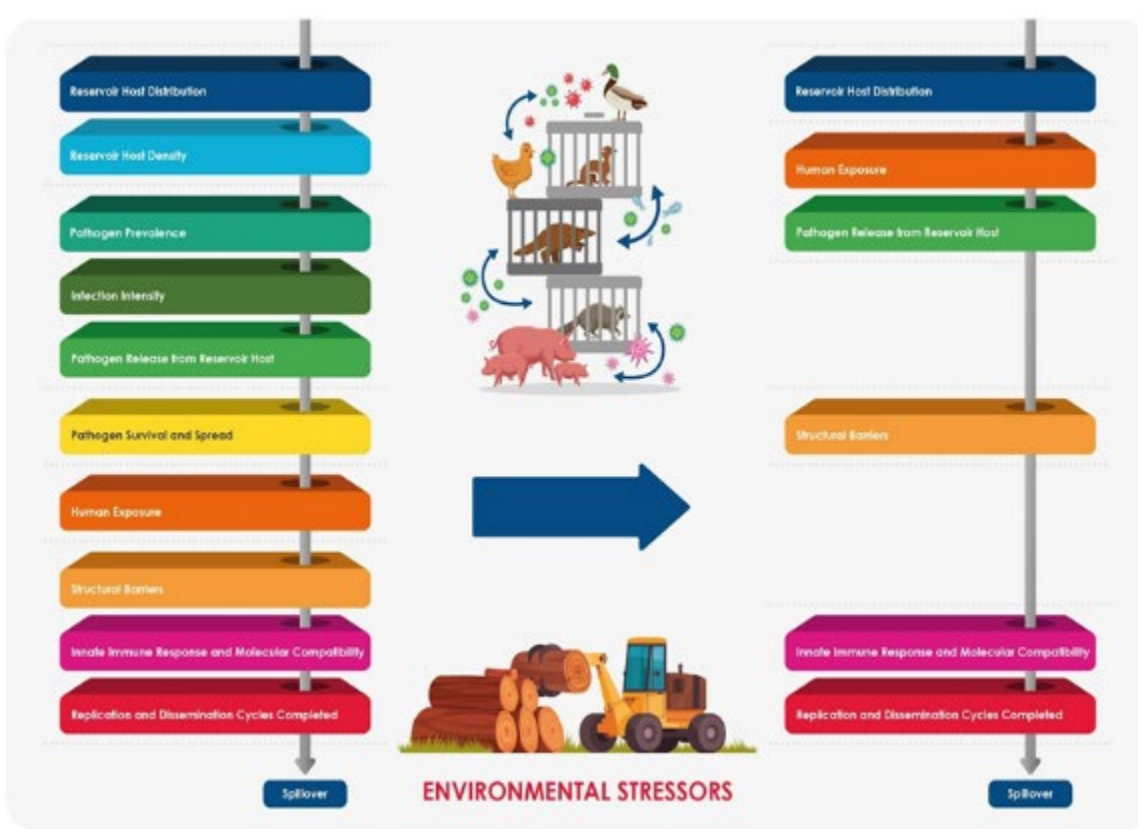 Reservoir Host Distribution
Reservoir Host Density
Pathogen Prevalence
Infection Intensity
Pathogen Release from Reservoir Host
Pathogen Survival and Spread
Human Exposure
Structural Barriers
Innate Immune Response and Molecular Compatibility
Replication and Dissemination Cycles Completed
Spillover
ENVIRONMENTAL STRESSORS
Reservoir Host Distribution
Human Exposure
Pathogen Release from Reservoir Host
Structural Barriers
Innate Immune Response and Molecular Compatibility
Replication and Dissemination Cycles Completed
Spillover